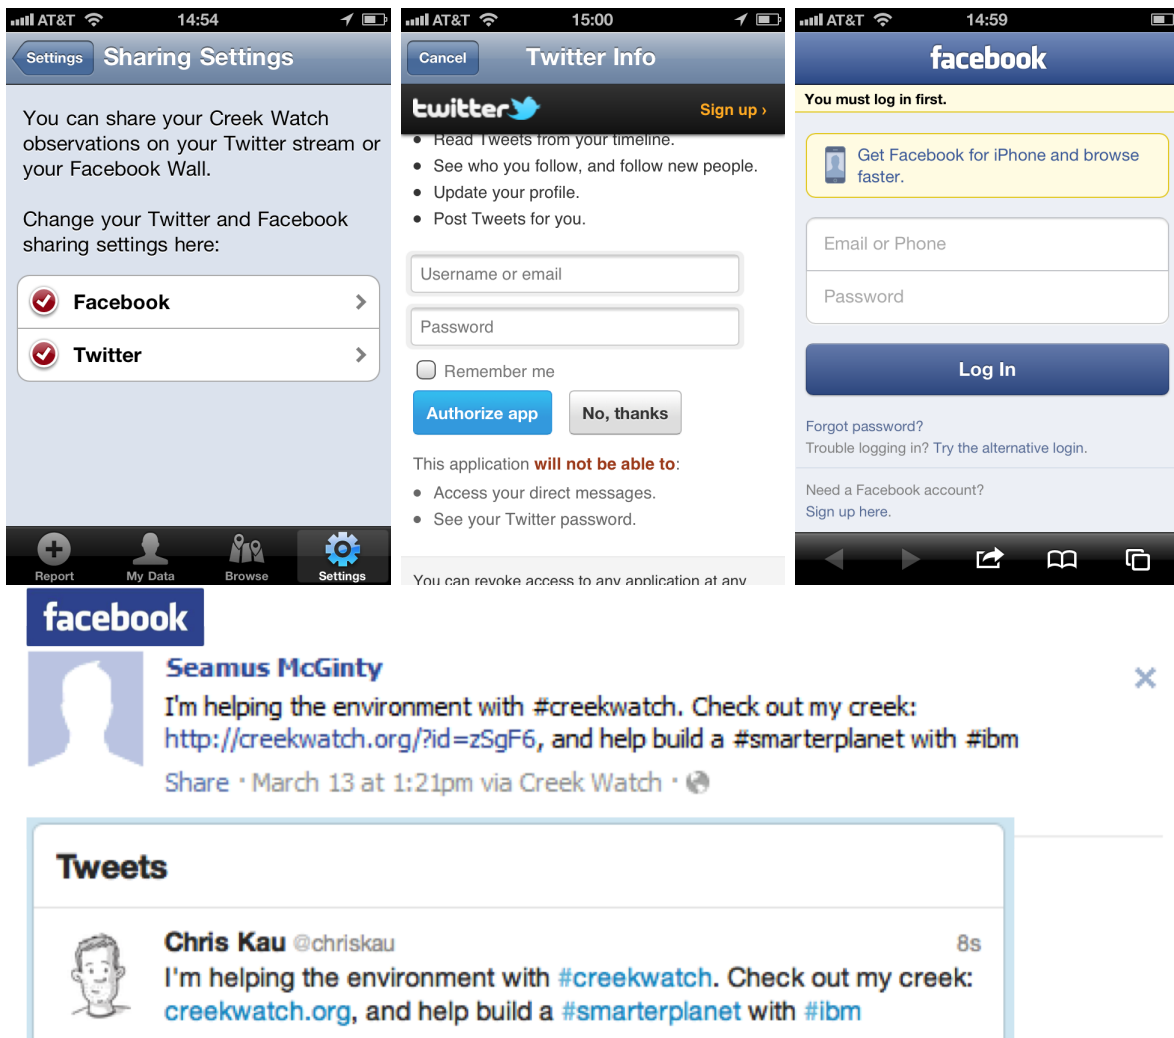 AT&T 14:54
Settings Sharing Settings
You can share your Creek Watch
observations on your Twitter stream or
your Facebook Wall.
Change your Twitter and Facebook
sharing settings here:
Facebook
Twitter
Report My Data Browse Settings
AT&T 15:00
Cancel Twitter Info
twitter Sign up ›
• Read Tweets from your timeline.
• See who you follow, and follow new people.
• Update your profile.
• Post Tweets for you.
Username or email
Password
Remember me
Authorize app No, thanks
This application will not be able to:
• Access your direct messages.
• See your Twitter password.
You can revoke access to any application at any
AT&T 14:59
facebook
You must log in first.
Get Facebook for iPhone and browse
faster.
Email or Phone
Password
Log In
Forgot password?
Trouble logging in? Try the alternative login.
Need a Facebook account?
Sign up here.
facebook
Seamus McGinty
I'm helping the environment with #creekwatch. Check out my creek:
http://creekwatch.org/?id=zSgF6, and help build a #smarterplanet with #ibm
Share · March 13 at 1:21pm via Creek Watch ·
Tweets
Chris Kau @chriskau 8s
I'm helping the environment with #creekwatch. Check out my creek:
creekwatch.org, and help build a #smarterplanet with #ibm